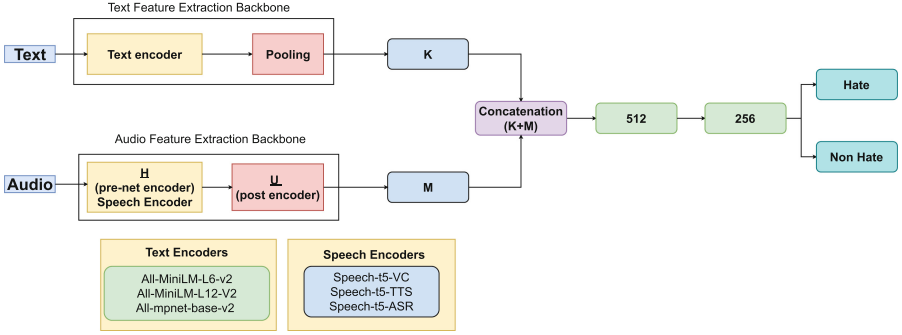 Text Feature Extraction Backbone
Text
Text encoder
Pooling
K
Audio Feature Extraction Backbone
Audio
H
(pre-net encoder)
Speech Encoder
U
(post encoder)
M
Concatenation
(K+M)
512
256
Hate
Non Hate
Text Encoders
All-MiniLM-L6-v2
All-MiniLM-L12-V2
All-mpnet-base-v2
Speech Encoders
Speech-t5-VC
Speech-t5-TTS
Speech-t5-ASR